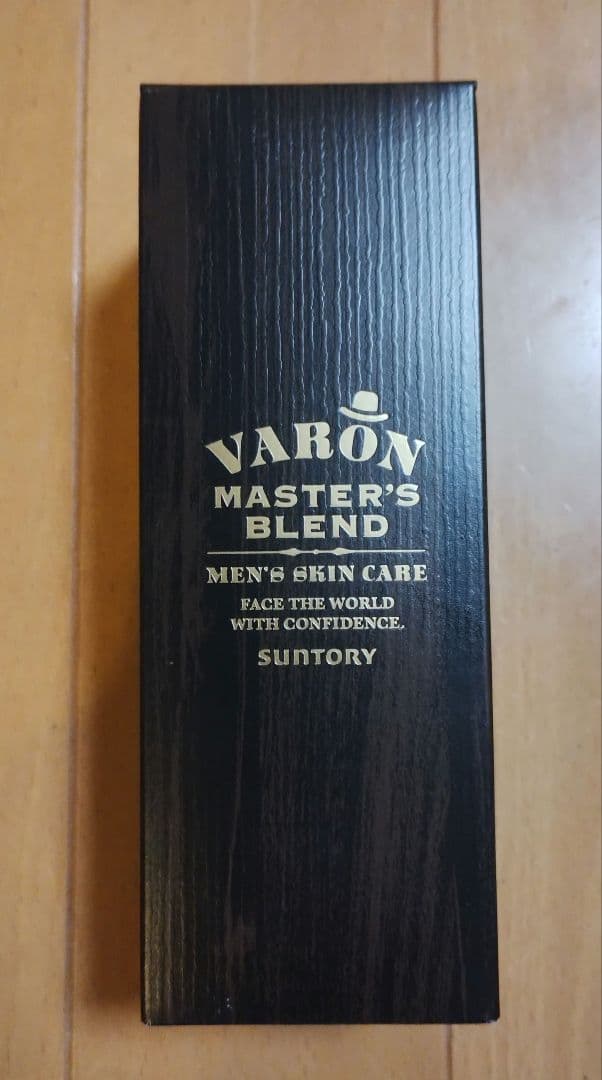 VARON
MASTER'S
BLEND
MEN'S SKIN CARE
FACE THE WORLD
WITH CONFIDENCE.
SUNTORY